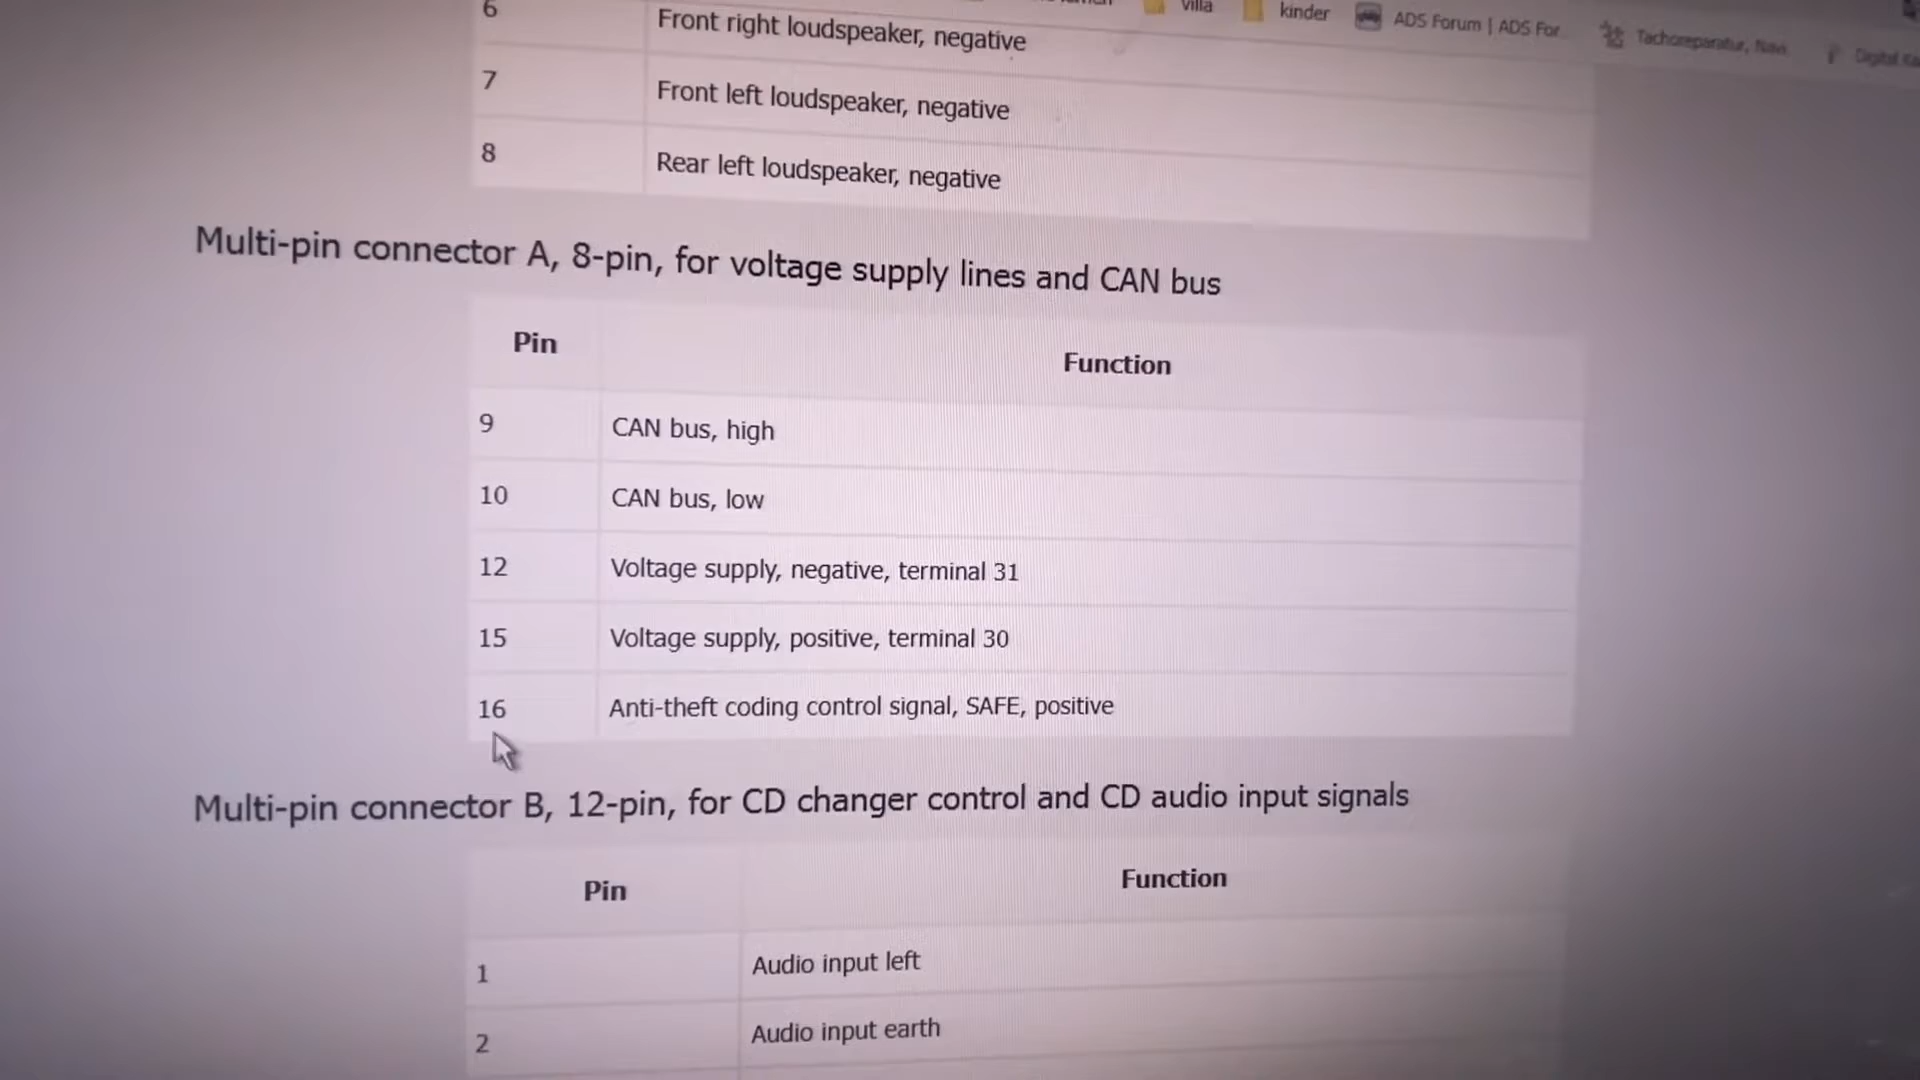 villa
kinder
ADS Forum | ADS For
Tachoreparatur, Navi
6 Front right loudspeaker, negative
7 Front left loudspeaker, negative
8 Rear left loudspeaker, negative
Multi-pin connector A, 8-pin, for voltage supply lines and CAN bus
Pin Function
9 CAN bus, high
10 CAN bus, low
12 Voltage supply, negative, terminal 31
15 Voltage supply, positive, terminal 30
16 Anti-theft coding control signal, SAFE, positive
Multi-pin connector B, 12-pin, for CD changer control and CD audio input signals
Pin Function
1 Audio input left
2 Audio input earth